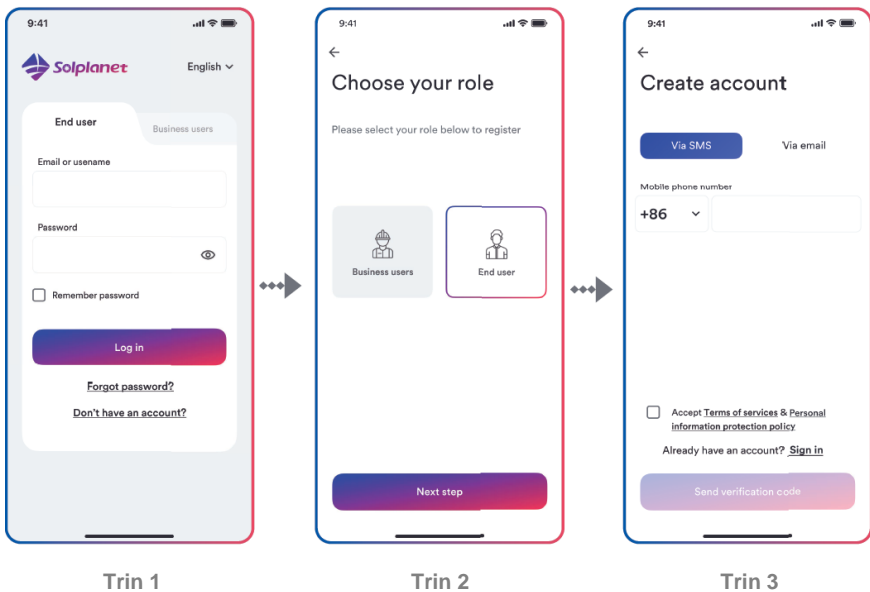 9:41
Solplanet
English
End user
Business users
Email or usename
Password
Remember password
Log in
Forgot password?
Don't have an account?
Trin 1
9:41
Choose your role
Please select your role below to register
Business users
End user
Next step
Trin 2
9:41
Create account
Via SMS
Via email
Mobile phone number
+86
Accept Terms of services & Personal
information protection policy
Already have an account? Sign in
Send verification code
Trin 3